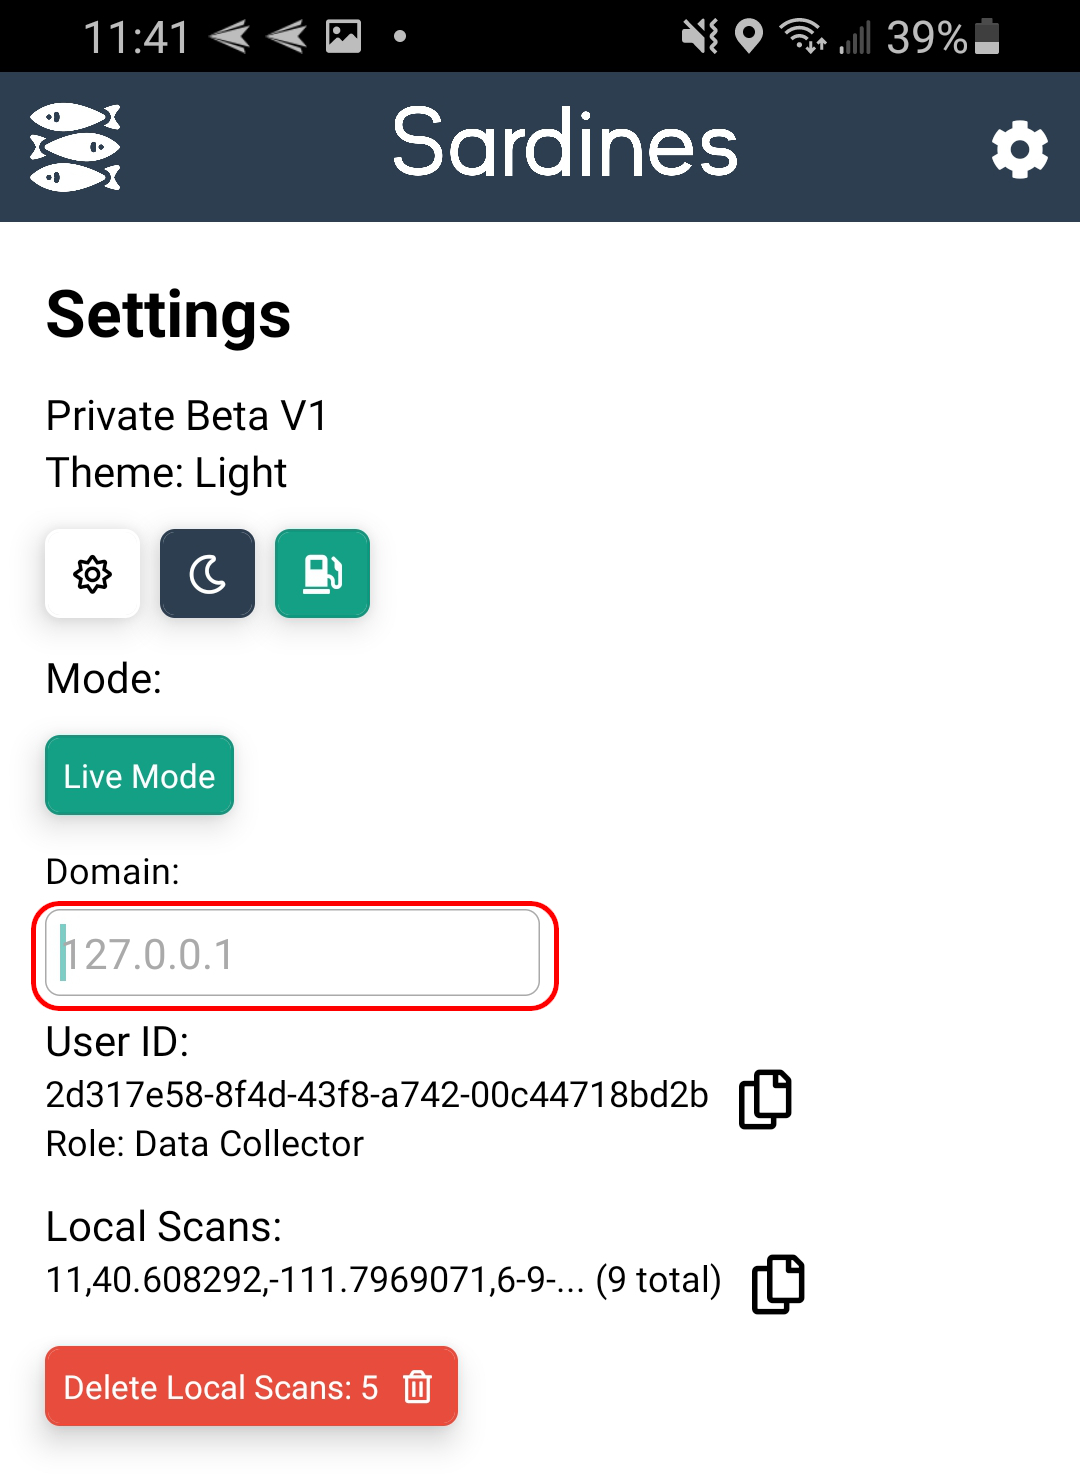 11:41
39%
Sardines
Settings
Private Beta V1
Theme: Light
Mode:
Live Mode
Domain:
127.0.0.1
User ID:
2d317e58-8f4d-43f8-a742-00c44718bd2b
Role: Data Collector
Local Scans:
11,40.608292,-111.7969071,6-9-... (9 total)
Delete Local Scans: 5